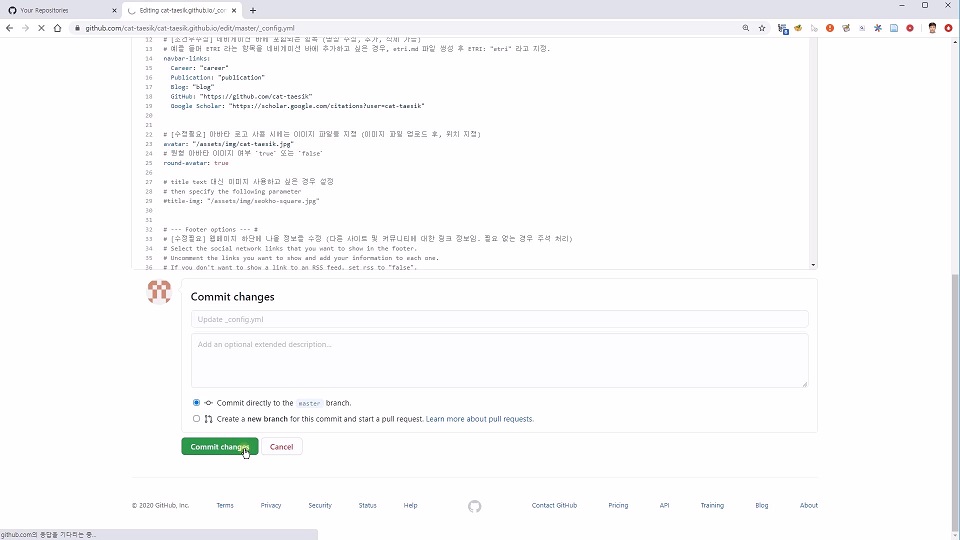 Your Repositories
Editing cat-taesik.github.io/_cor
github.com/cat-taesik/cat-taesik.github.io/edit/master/_config.yml
12 # [조건부수정] 네비게이션 바에 포함되는 항목 (명칭 수정, 추가, 삭제 가능)
13 # 예를 들어 ETRI 라는 항목을 네비게이션 바에 추가하고 싶은 경우, etri.md 파일 생성 후 ETRI: "etri" 라고 지정.
14 navbar-links:
15 Career: "career"
16 Publication: "publication"
17 Blog: "blog"
18 GitHub: "https://github.com/cat-taesik"
19 Google Scholar: "https://scholar.google.com/citations?user=cat-taesik"
20
21
22 # [수정필요] 아바타 로고 사용 시에는 이미지 파일을 지정 (이미지 파일 업로드 후, 위치 지정)
23 avatar: "/assets/img/cat-taesik.jpg"
24 # 원형 아바타 이미지 여부 `true` 또는 `false`
25 round-avatar: true
26
27 # title text 대신 이미지 사용하고 싶은 경우 설정
28 # then specify the following parameter
29 #title-img: "/assets/img/seokho-square.jpg"
30
31
32 # --- Footer options --- #
33 # [수정필요] 웹페이지 하단에 나올 정보를 수정 (다른 사이트 및 커뮤니티에 대한 링크 정보임. 필요 없는 경우 주석 처리)
34 # Select the social network links that you want to show in the footer.
35 # Uncomment the links you want to show and add your information to each one.
36 # If you don't want to show a link to an RSS feed, set rss to "false".
Commit changes
Update _config.yml
Add an optional extended description...
Commit directly to the master branch.
Create a new branch for this commit and start a pull request. Learn more about pull requests.
Commit changes Cancel
© 2020 GitHub, Inc. Terms Privacy Security Status Help Contact GitHub Pricing API Training Blog About
github.com의 응답을 기다리는 중...